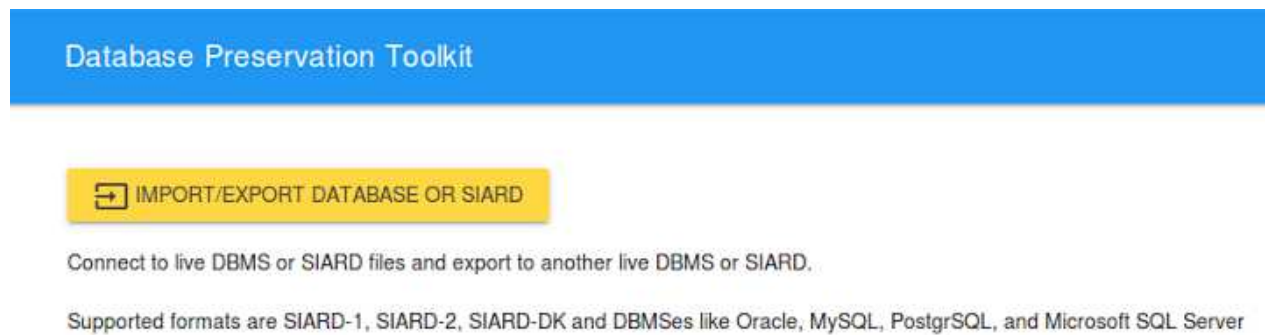 Database Preservation Toolkit
IMPORT/EXPORT DATABASE OR SIARD
Connect to live DBMS or SIARD files and export to another live DBMS or SIARD.
Supported formats are SIARD-1, SIARD-2, SIARD-DK and DBMSes like Oracle, MySQL, PostgrSQL, and Microsoft SQL Server